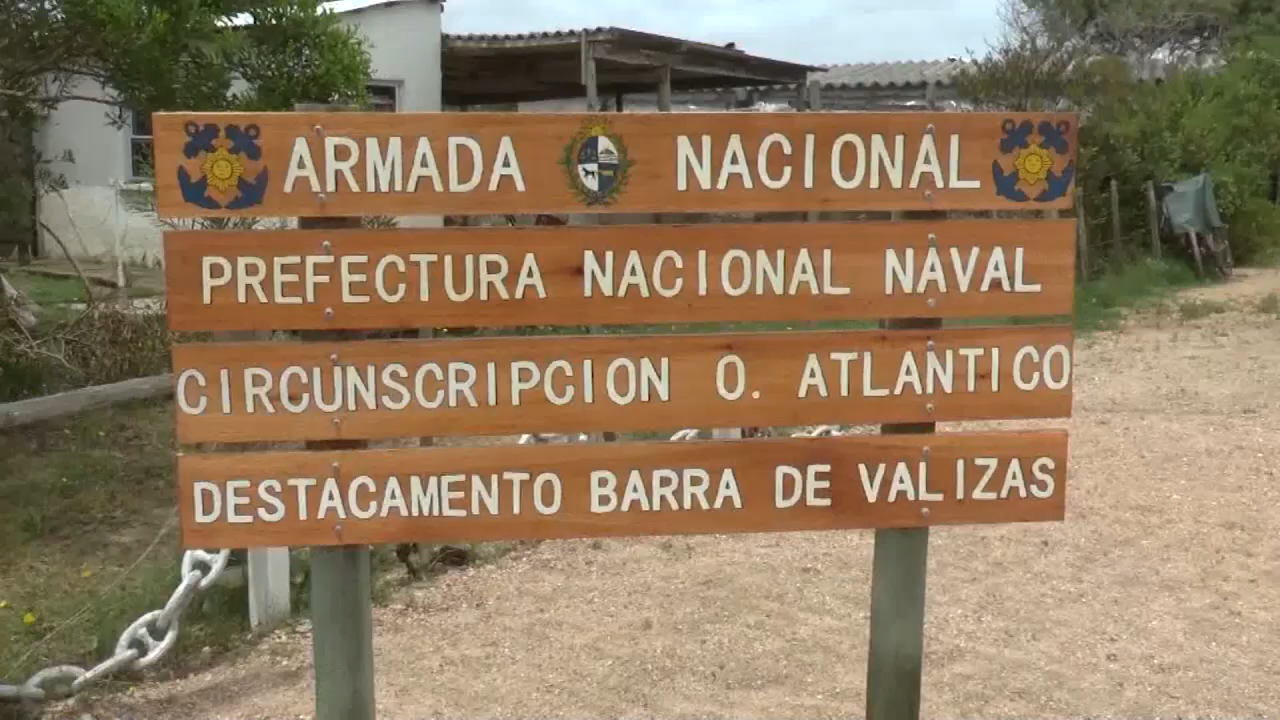 ARMADA NACIONAL
PREFECTURA NACIONAL NAVAL
CIRCUNSCRIPCION O. ATLANTICO
DESTACAMENTO BARRA DE VALIZAS